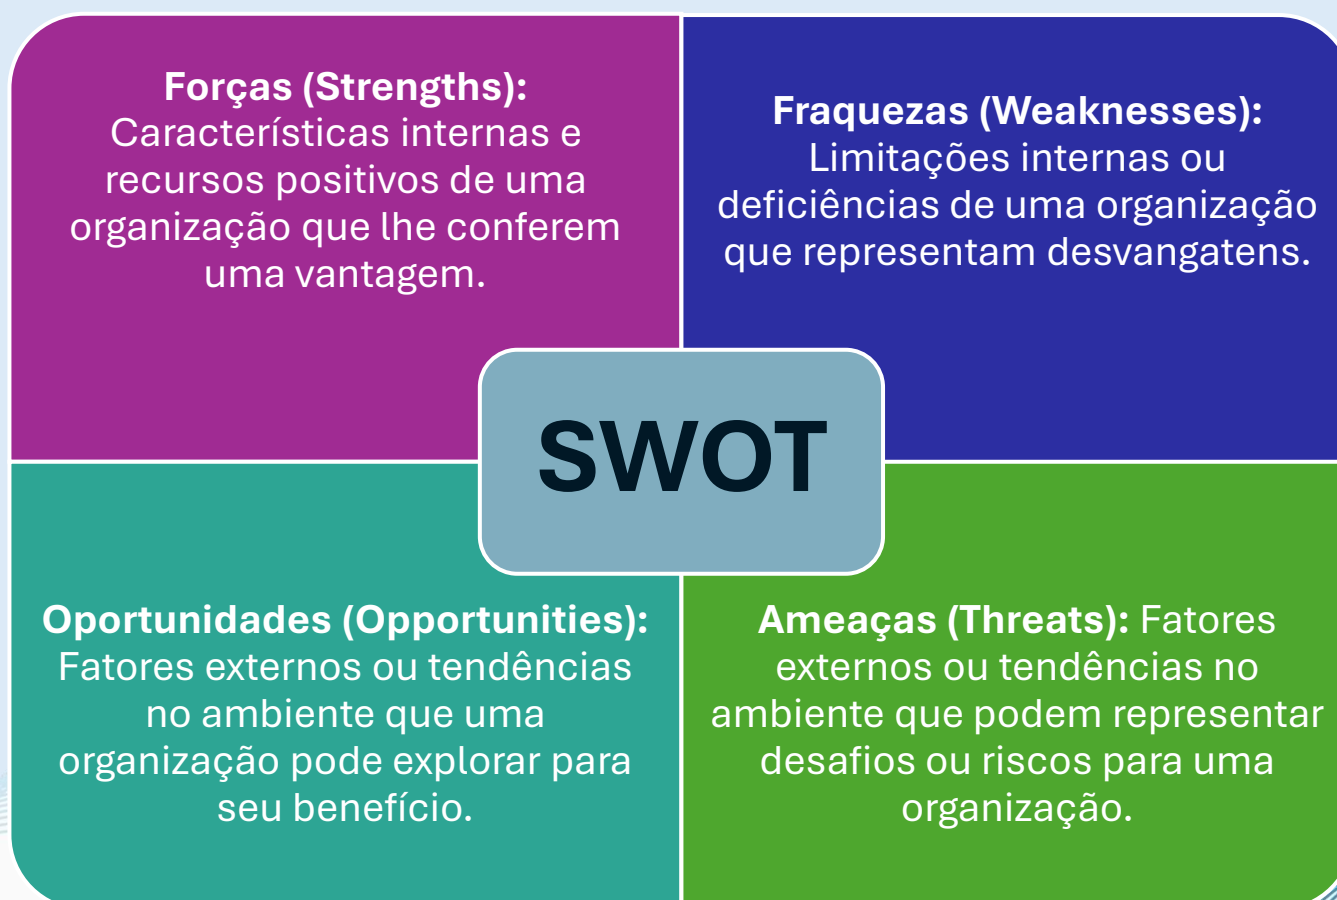 Forças (Strengths):
Características internas e
recursos positivos de uma
organização que lhe conferem
uma vantagem.
Fraquezas (Weaknesses):
Limitações internas ou
deficiências de uma organização
que representam desvangatens.
SWOT
Oportunidades (Opportunities):
Fatores externos ou tendências
no ambiente que uma
organização pode explorar para
seu benefício.
Ameaças (Threats): Fatores
externos ou tendências no
ambiente que podem representar
desafios ou riscos para uma
organização.